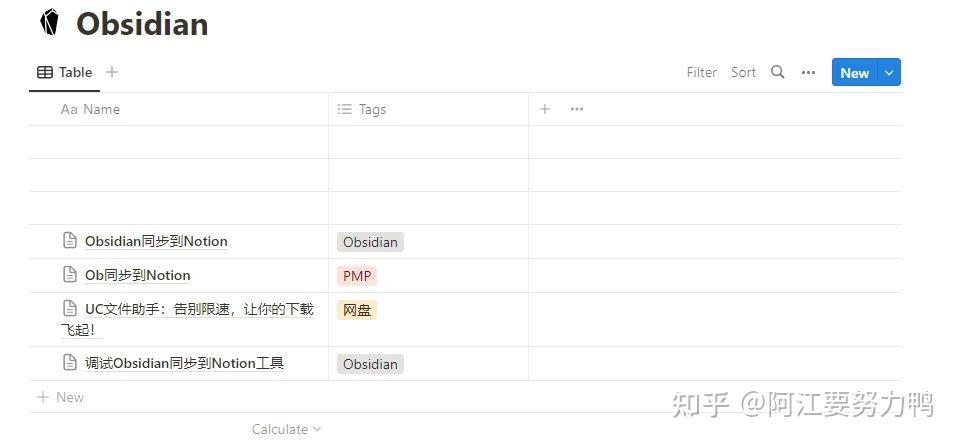 Obsidian
Table
Filter Sort New
Aa Name Tags
Obsidian同步到Notion Obsidian
Ob同步到Notion PMP
UC文件助手：告别限速，让你的下载 网盘
飞起！
调试Obsidian同步到Notion工具 Obsidian
New
知乎 @阿江要努力鸭
Calculate